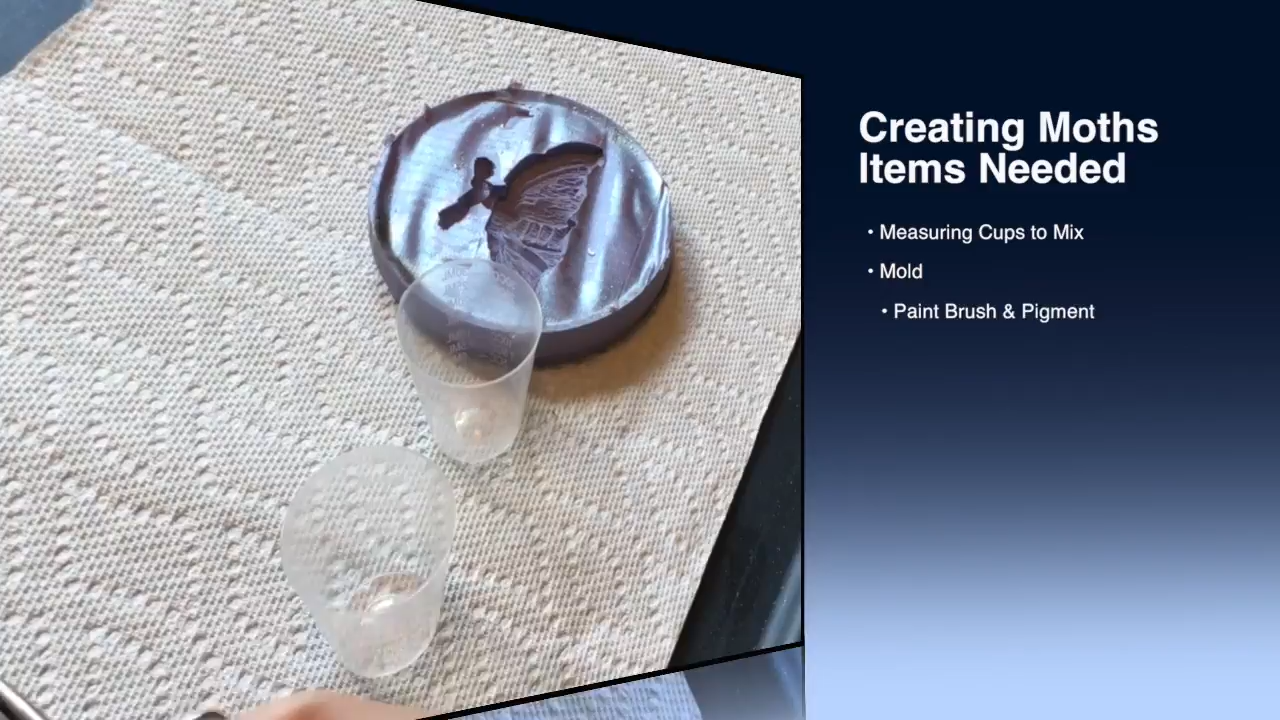 Creating Moths
Items Needed
• Measuring Cups to Mix
• Mold
• Paint Brush & Pigment